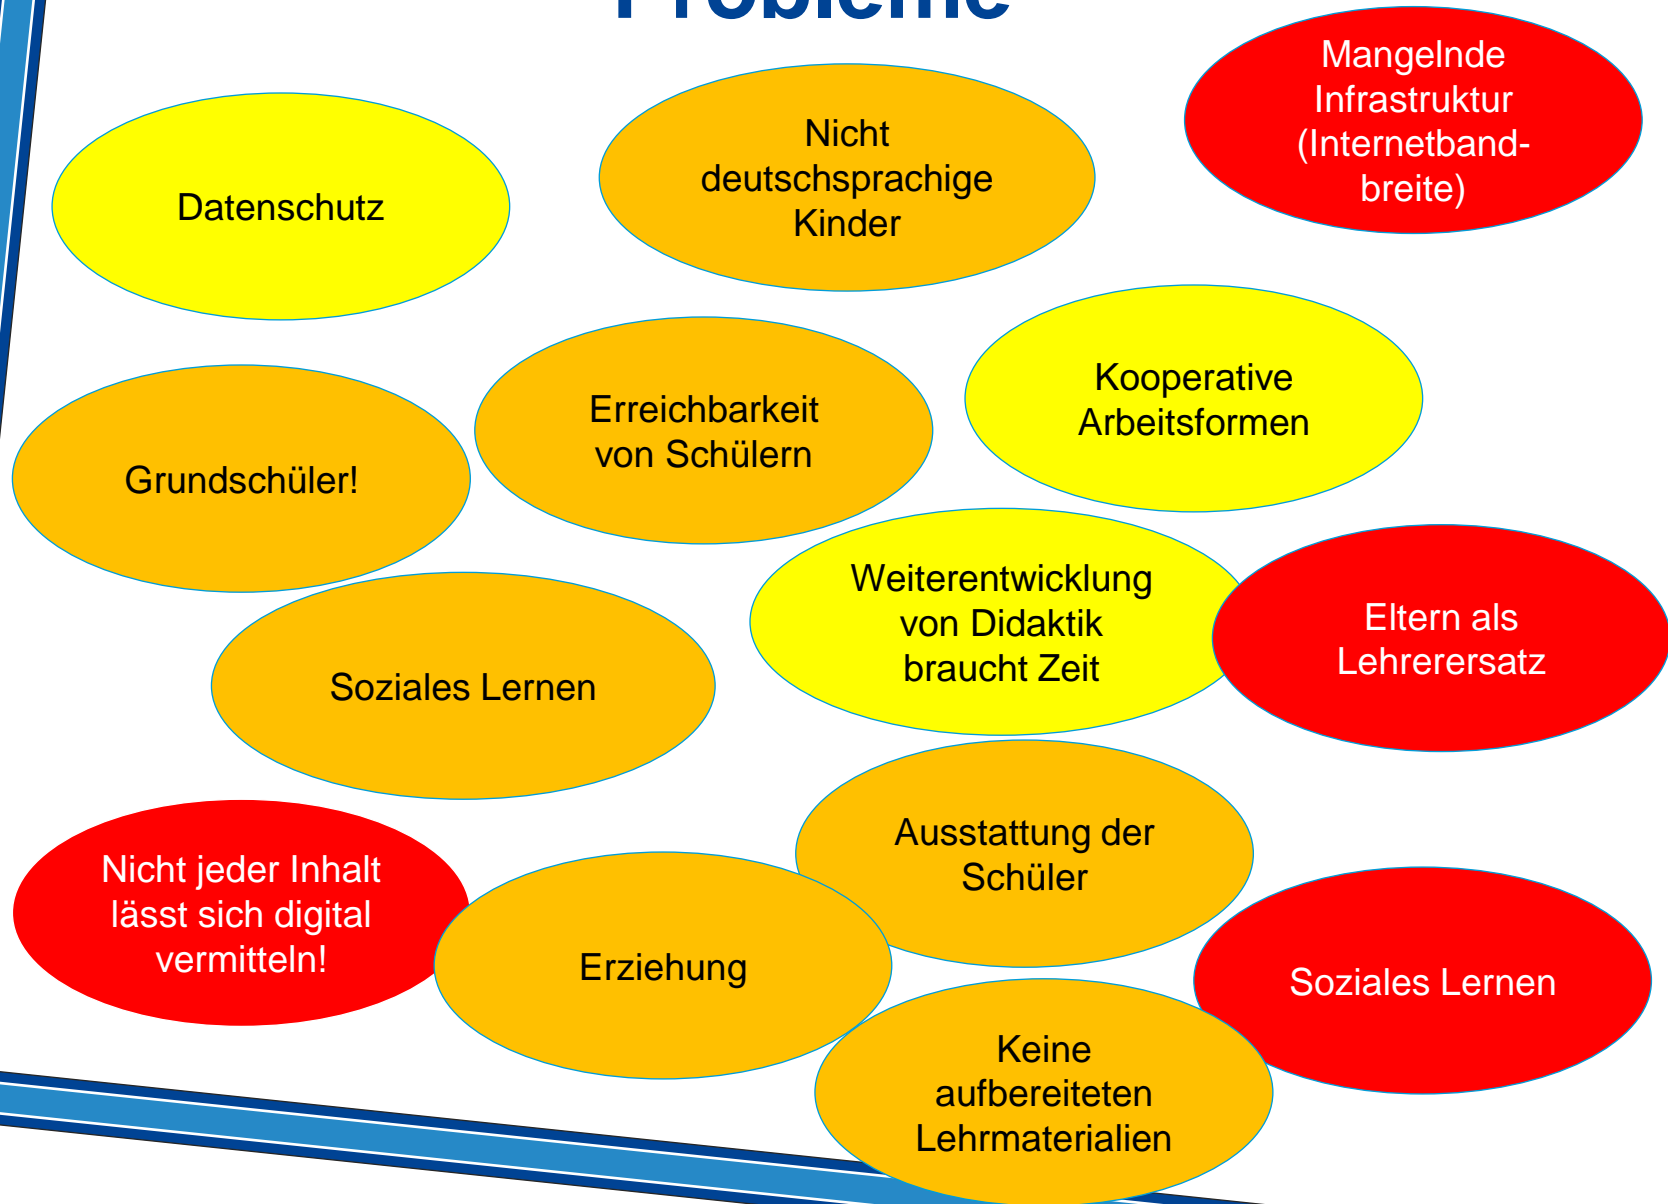 Probleme
Mangelnde
Infrastruktur
(Internetband-
breite)
Nicht
deutschsprachige
Kinder
Datenschutz
Kooperative
Arbeitsformen
Erreichbarkeit
von Schülern
Grundschüler!
Weiterentwicklung
von Didaktik
braucht Zeit
Eltern als
Lehrerersatz
Soziales Lernen
Ausstattung der
Schüler
Nicht jeder Inhalt
lässt sich digital
vermitteln!
Erziehung
Soziales Lernen
Keine
aufbereiteten
Lehrmaterialien